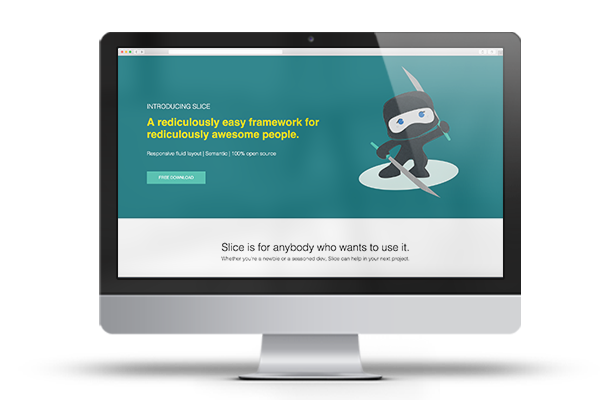 INTRODUCING SLICE
A rediculously easy framework for
rediculously awesome people.
Responsive fluid layout | Semantic | 100% open source
FREE DOWNLOAD
Slice is for anybody who wants to use it.
Whether you're a newbie or a seasoned dev, Slice can help in your next project.